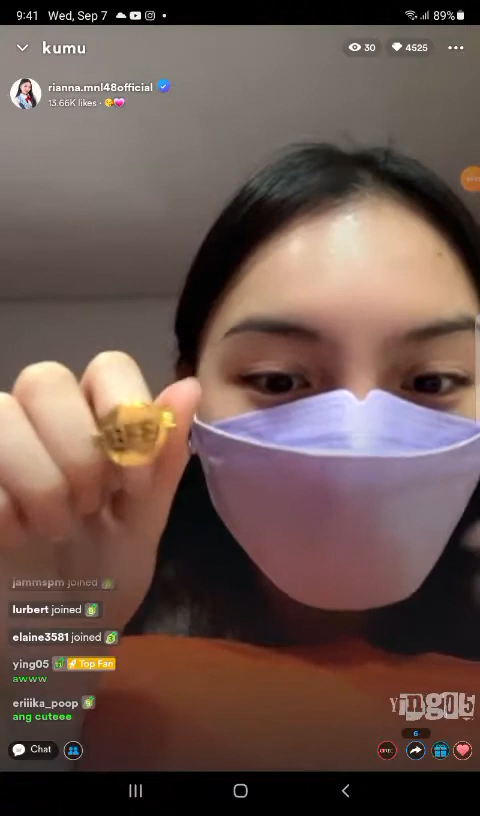 9:41 Wed, Sep 7 89%
kumu 30 4525
rianna.mnl48official
13.66K likes
jammspm joined
lurbert joined
elaine3581 joined
ying05 Top Fan
awww
eriiika_poop
ang cuteee
Ying05
6
Chat